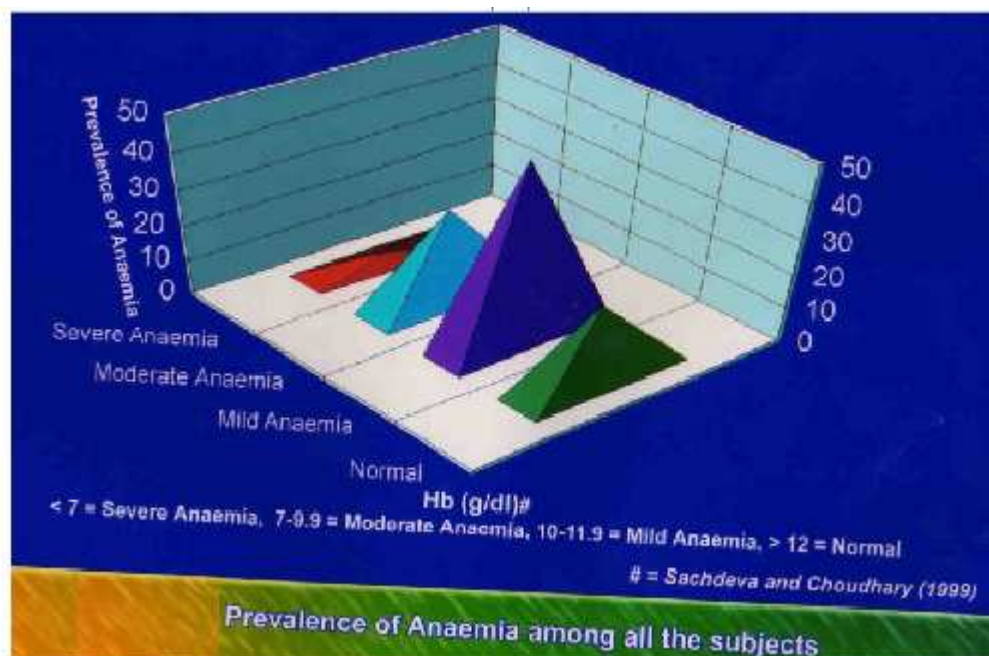 Prevalence of Anaemia
50
40
30
20
10
0
50
40
30
20
10
0
Severe Anaemia
Moderate Anaemia
Mild Anaemia
Normal
Hb (g/dl)#
< 7 = Severe Anaemia, 7-9.9 = Moderate Anaemia, 10-11.9 = Mild Anaemia, > 12 = Normal
# = Sachdeva and Choudhary (1999)
Prevalence of Anaemia among all the subjects